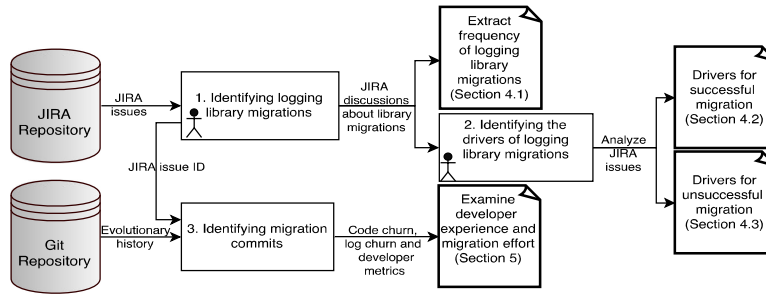 JIRA
Repository
JIRA
issues
1. Identifying logging
library migrations
JIRA
discussions
about library
migrations
Extract
frequency
of logging
library
migrations
(Section 4.1)
2. Identifying the
drivers of logging
library migrations
Analyze
JIRA
issues
Drivers for
successful
migration
(Section 4.2)
Drivers for
unsuccessful
migration
(Section 4.3)
JIRA issue ID
Git
Repository
Evolutionary
history
3. Identifying migration
commits
Code churn,
log churn and
developer
metrics
Examine
developer
experience and
migration effort
(Section 5)